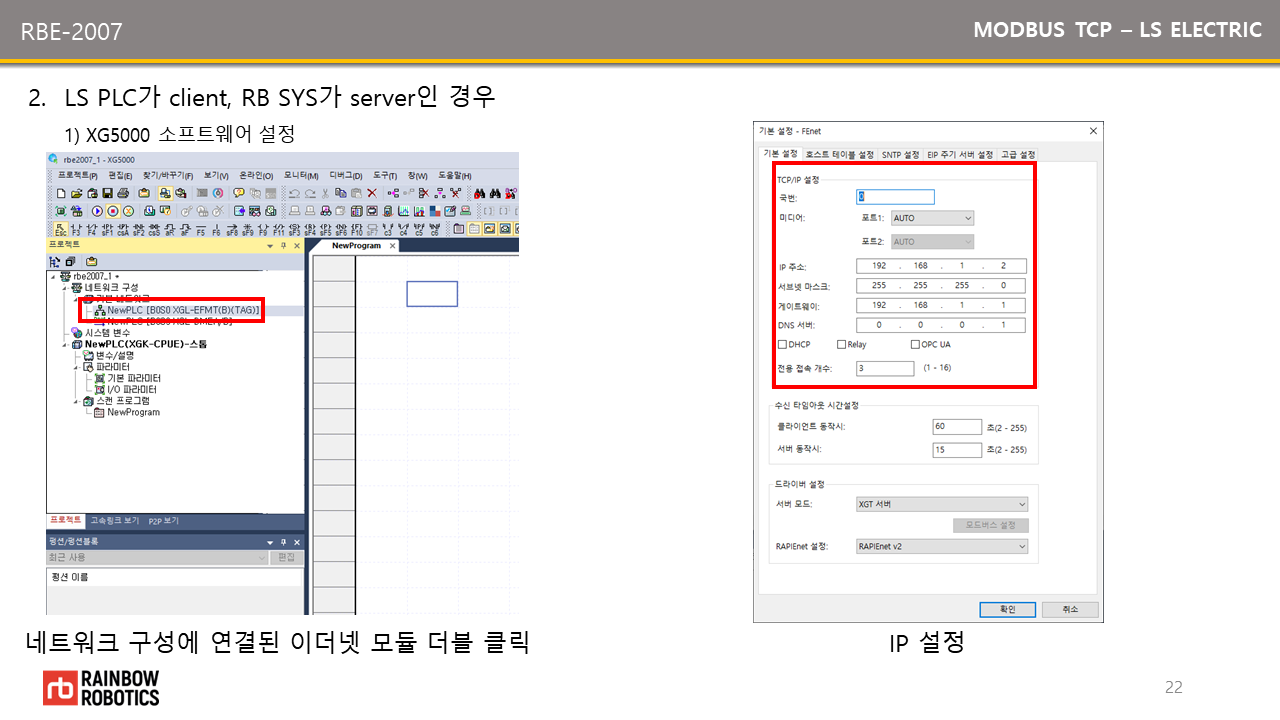 RBE-2007
MODBUS TCP – LS ELECTRIC
2. LS PLC가 client, RB SYS가 server인 경우
1) XG5000 소프트웨어 설정
rbe2007_1 - XG5000
프로젝트(P) 편집(E) 찾기/바꾸기(F) 보기(V) 온라인(O) 모니터(M) 디버그(D) 도구(T) 창(W) 도움말(H)
프로젝트
NewProgram
rbe2007_1 *
네트워크 구성
기본 네트워크
NewPLC [B0S0 XGL-EFMT(B)(TAG)]
시스템 변수
NewPLC(XGK-CPUE)-스톱
변수/설명
파라미터
기본 파라미터
I/O 파라미터
스캔 프로그램
NewProgram
프로젝트 고속링크 보기 P2P 보기
펑션/펑션블록
최근 사용 편집
펑션 이름
네트워크 구성에 연결된 이더넷 모듈 더블 클릭
기본 설정 - FEnet
기본 설정 호스트 테이블 설정 SNTP 설정 EIP 주기 서버 설정 고급 설정
TCP/IP 설정
국번: 0
미디어: 포트1: AUTO
포트2: AUTO
IP 주소: 192 . 168 . 1 . 2
서브넷 마스크: 255 . 255 . 255 . 0
게이트웨이: 192 . 168 . 1 . 1
DNS 서버: 0 . 0 . 0 . 1
DHCP Relay OPC UA
전용 접속 개수: 3 (1 - 16)
수신 타임아웃 시간설정
클라이언트 동작시: 60 초(2 - 255)
서버 동작시: 15 초(2 - 255)
드라이버 설정
서버 모드: XGT 서버
모드버스 설정
RAPIEnet 설정: RAPIEnet v2
확인 취소
IP 설정
rb RAINBOW
ROBOTICS
22